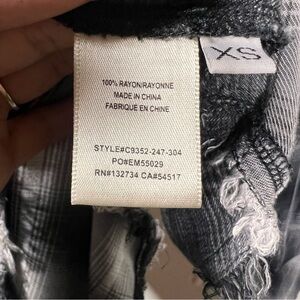 100% RAYON/RAYONNE
MADE IN CHINA
FABRIQUE EN CHINE
STYLE#C9352-247-304
PO#EM55029
RN#132734 CA#54517
XS